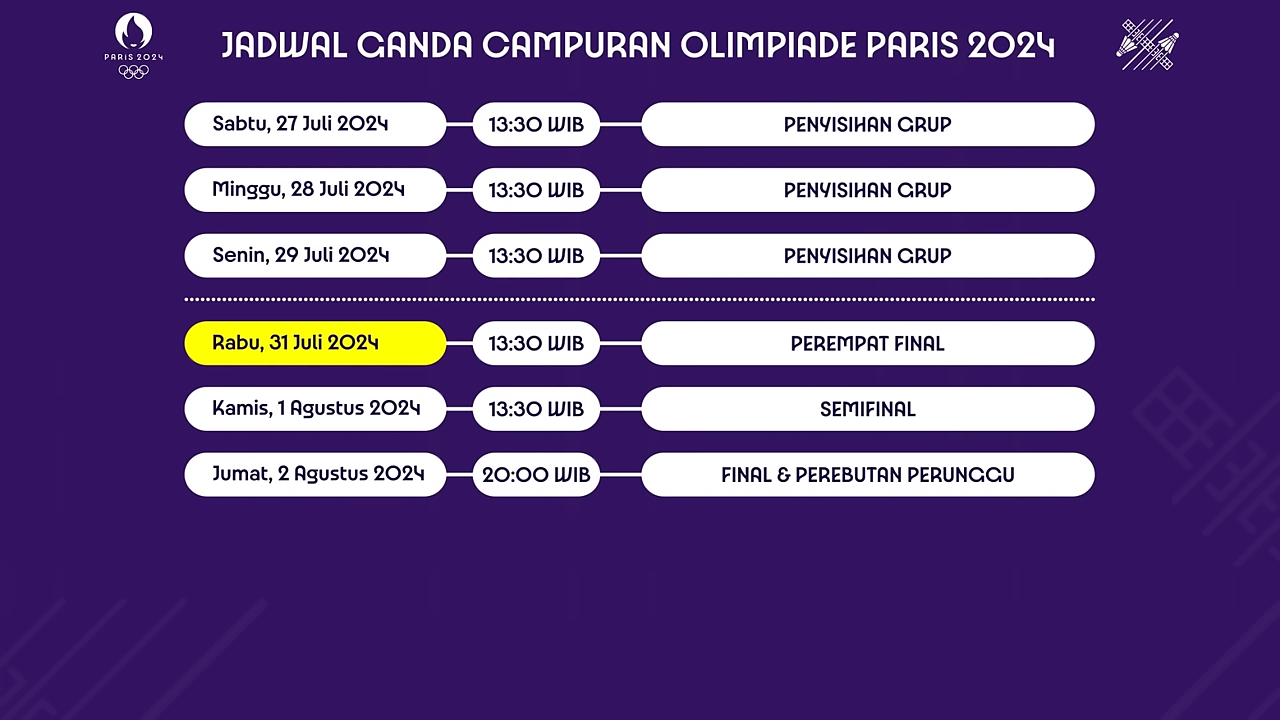 PARIS 2024
JADWAL GANDA CAMPURAN OLIMPIADE PARIS 2024
Sabtu, 27 Juli 2024 13:30 WIB PENYISIHAN GRUP
Minggu, 28 Juli 2024 13:30 WIB PENYISIHAN GRUP
Senin, 29 Juli 2024 13:30 WIB PENYISIHAN GRUP
Rabu, 31 Juli 2024 13:30 WIB PEREMPAT FINAL
Kamis, 1 Agustus 2024 13:30 WIB SEMIFINAL
Jumat, 2 Agustus 2024 20:00 WIB FINAL & PEREBUTAN PERUNGGU